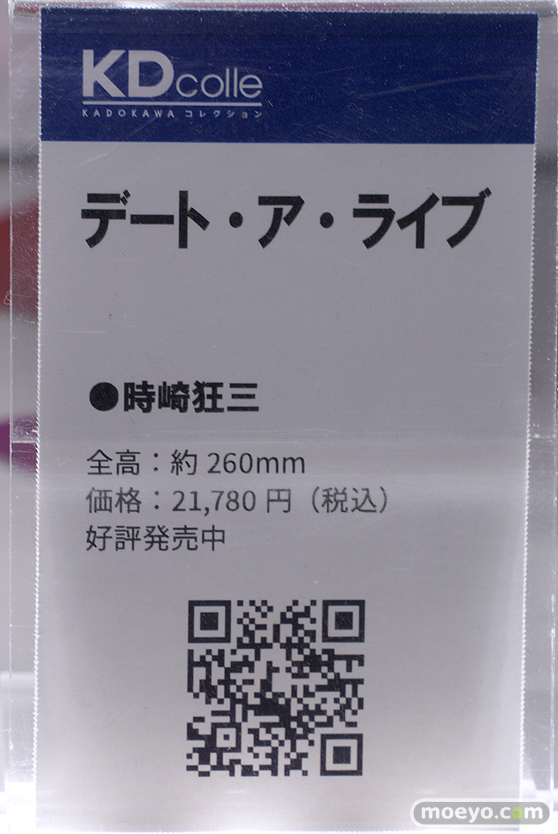 KDcolle
KADOKAWA コレクション
デート・ア・ライブ
●時崎狂三
全高：約 260mm
価格：21,780 円（税込）
好評発売中
moeyo.com